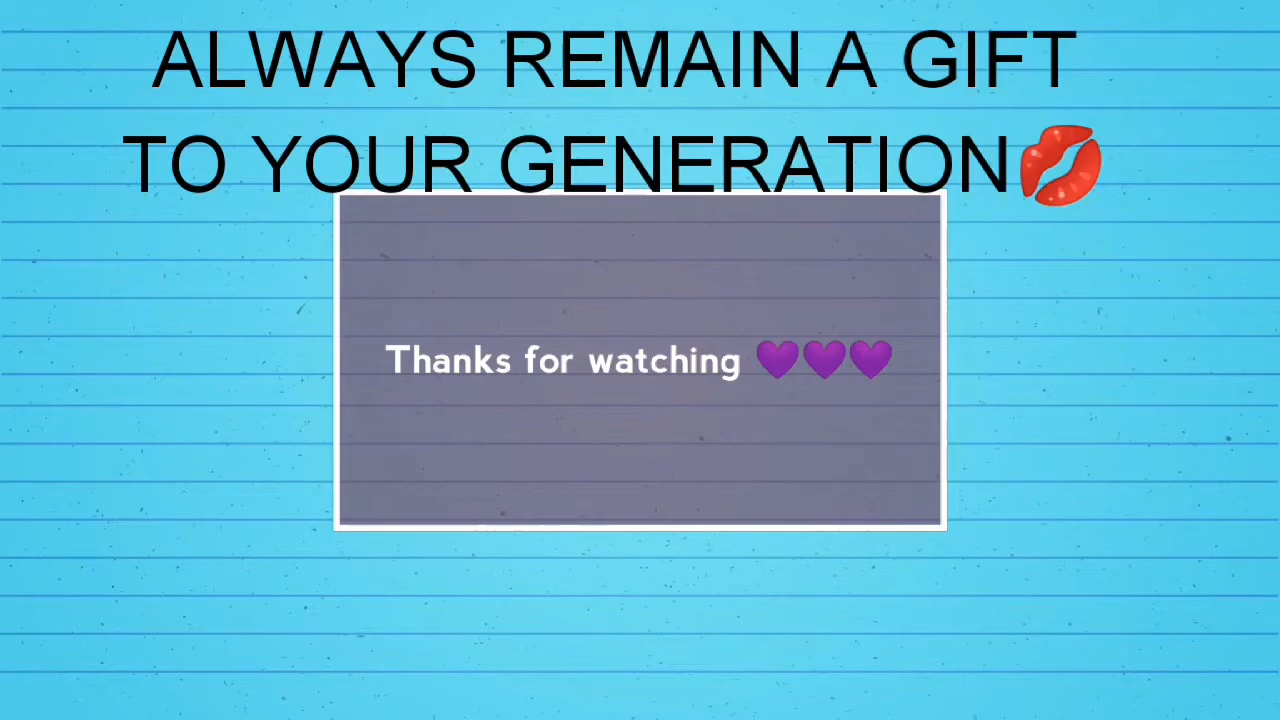 ALWAYS REMAIN A GIFT
TO YOUR GENERATION💋
Thanks for watching 💜💜💜